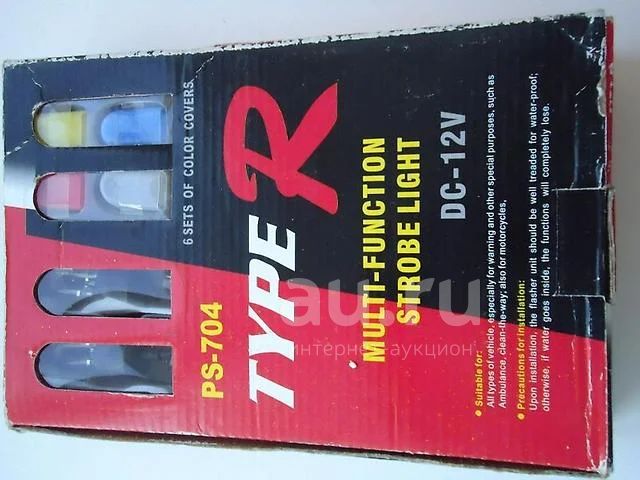 6 SETS OF COLOR COVERS
PS-704
TYPE R
MULTI-FUNCTION
STROBE LIGHT
DC-12V
• Suitable for:
All types of vehicle, especially for warning and other special purposes, such as
Ambulance, clean-the-way; also for motorcycles,
• Precautions for installation:
Upon installation, the flasher unit should be well treaded for water-proof;
otherwise, if water goes inside, the functions will completely lose.
au.ru
интернет-аукцион